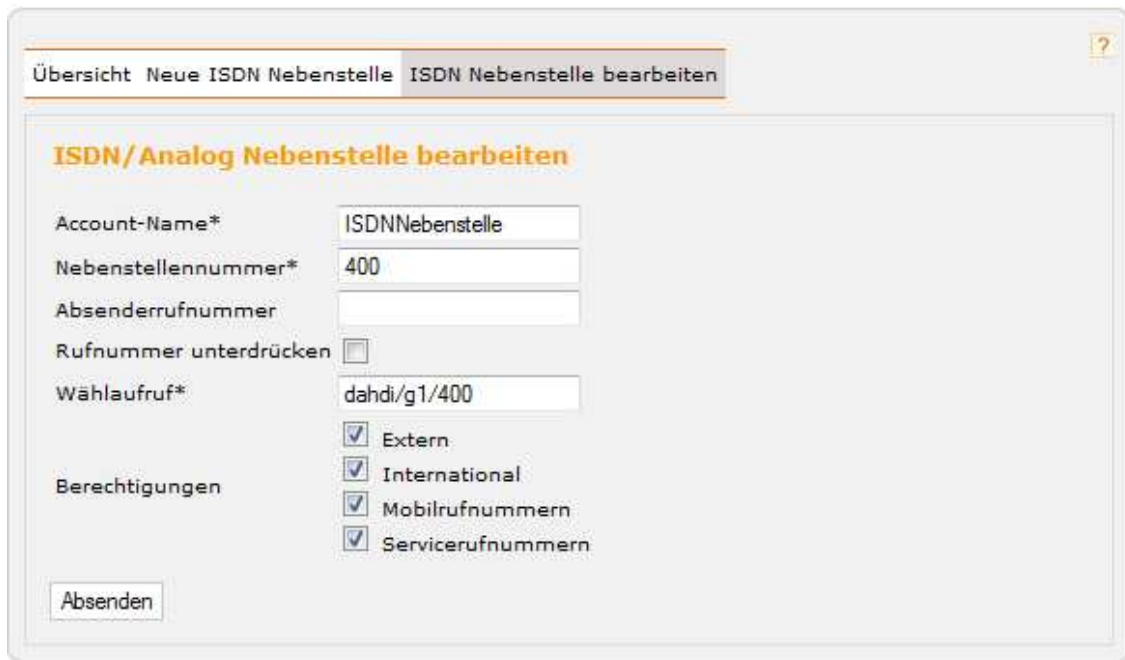 ?
Übersicht Neue ISDN Nebenstelle ISDN Nebenstelle bearbeiten
ISDN/Analog Nebenstelle bearbeiten
Account-Name* ISDNNebenstelle
Nebenstellennummer* 400
Absenderrufnummer
Rufnummer unterdrücken
Wählaufruf* dahdi/g1/400
Berechtigungen
Extern
International
Mobilrufnummern
Servicerufnummern
Absenden